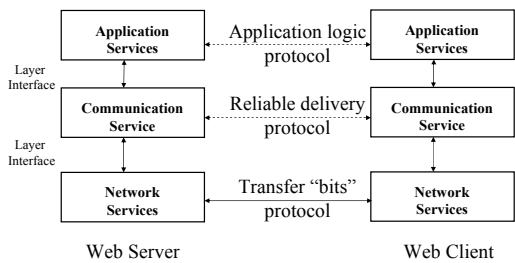 Application
Services
Application logic
protocol
Application
Services
Layer
Interface
Communication
Service
Reliable delivery
protocol
Communication
Service
Layer
Interface
Network
Services
Transfer “bits”
protocol
Network
Services
Web Server
Web Client